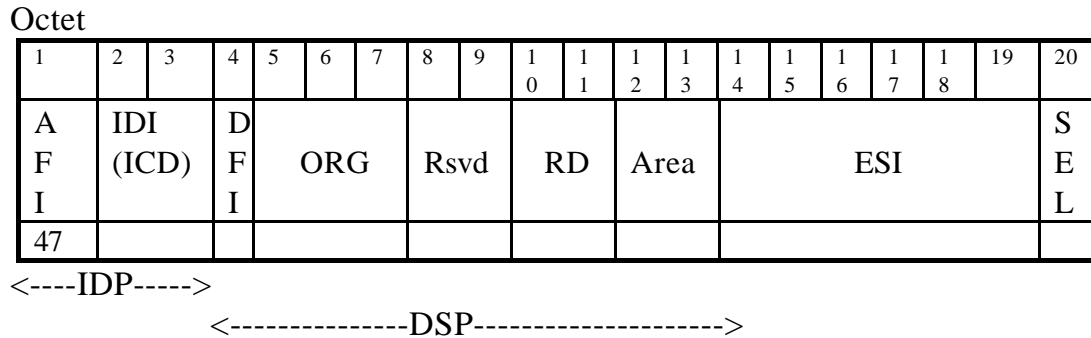 Octet
1 2 3 4 5 6 7 8 9 10 11 12 13 14 15 16 17 18 19 20
AFI IDI (ICD) DFI ORG Rsvd RD Area ESI SEL
47
<----IDP----->
<---------------DSP--------------------->